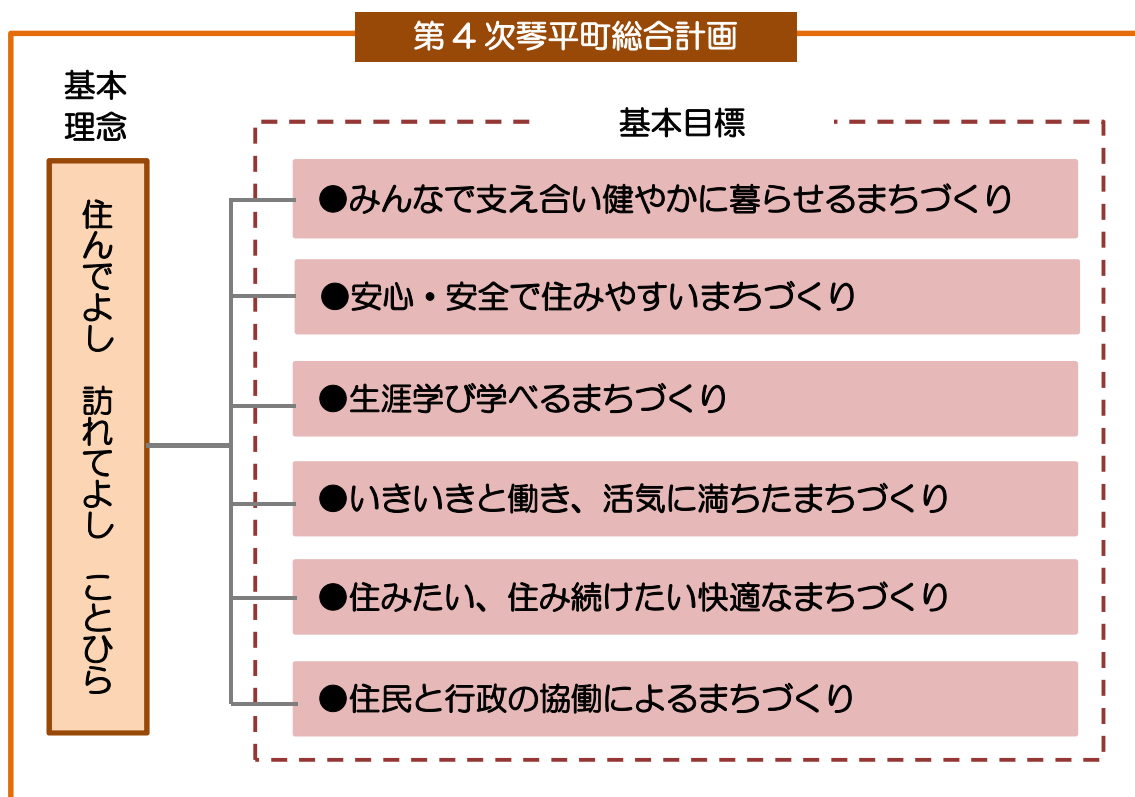 第4次琴平町総合計画
基本
理念
住んでよし 訪れてよし ことひら
基本目標
●みんなで支え合い健やかに暮らせるまちづくり
●安心・安全で住みやすいまちづくり
●生涯学び学べるまちづくり
●いきいきと働き、活気に満ちたまちづくり
●住みたい、住み続けたい快適なまちづくり
●住民と行政の協働によるまちづくり